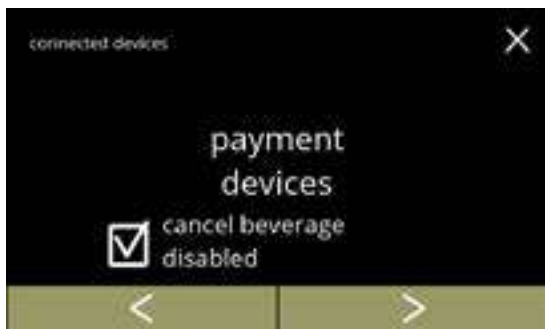 connected devices
payment
devices
cancel beverage
disabled
< >